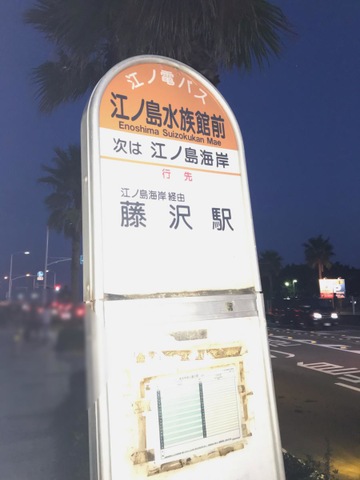 江ノ電バス
江ノ島水族館前
Enoshima Suizokukan Mae
次は 江ノ島海岸
行先
江ノ島海岸 経由
藤沢駅